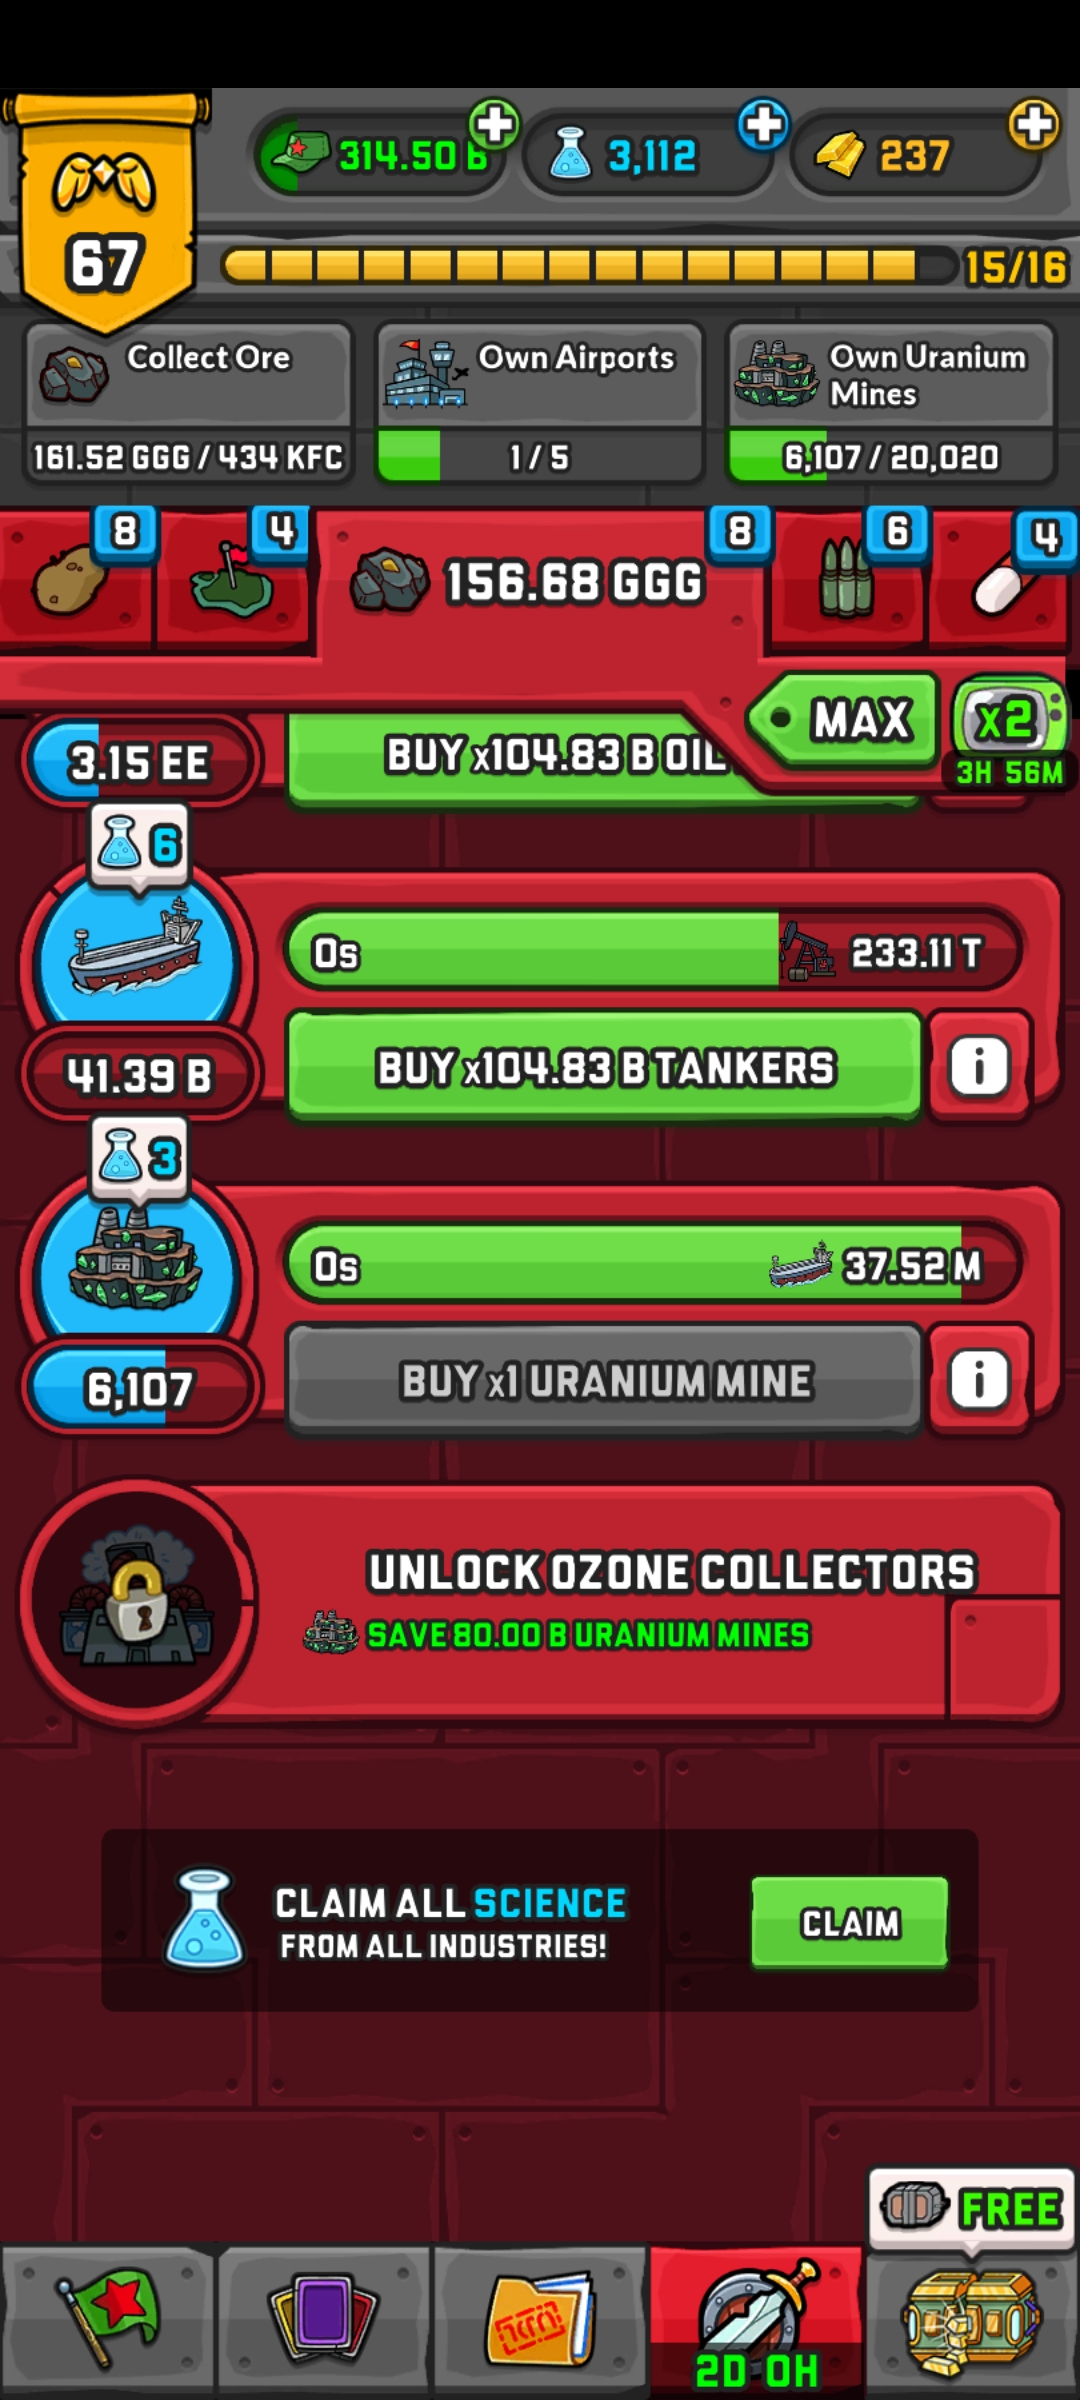 314.50 B
3,112
237
67
15/16
Collect Ore
161.52 GGG / 434 KFC
Own Airports
1 / 5
Own Uranium
Mines
6,107 / 20,020
8
4
156.68 GGG
8
6
4
MAX
x2
3H 56M
3.15 EE
BUY x104.83 B OIL
6
0s
233.11 T
41.39 B
BUY x104.83 B TANKERS
i
3
0s
37.52 M
6,107
BUY x1 URANIUM MINE
i
UNLOCK OZONE COLLECTORS
SAVE 80.00 B URANIUM MINES
CLAIM ALL SCIENCE
FROM ALL INDUSTRIES!
CLAIM
FREE
2D 0H